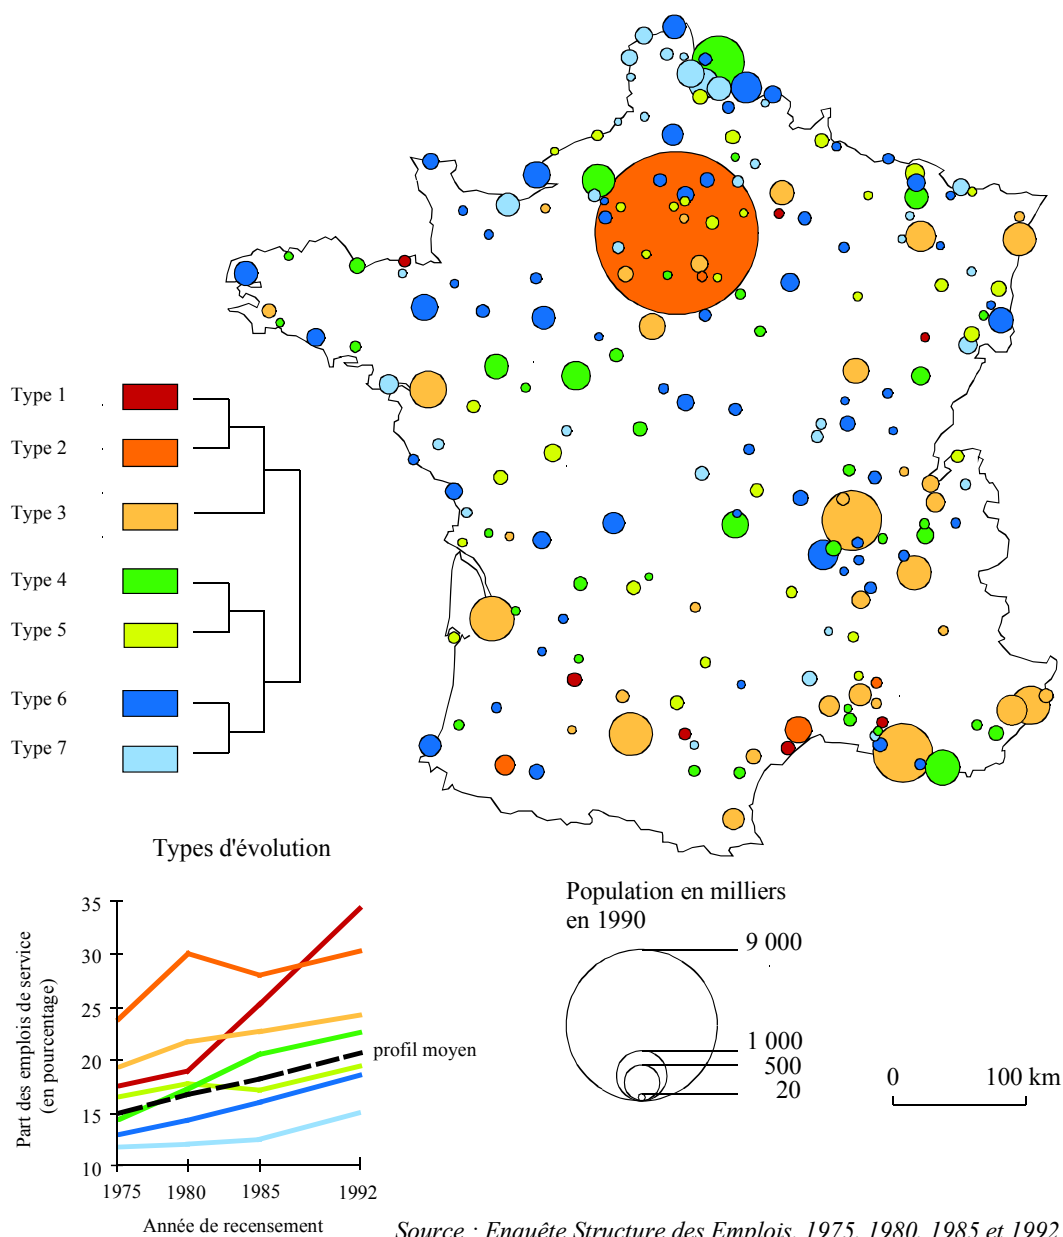 Type 1
Type 2
Type 3
Type 4
Type 5
Type 6
Type 7
Types d'évolution
35
30
25
20
15
10
Part des emplois de service
(en pourcentage)
profil moyen
1975 1980 1985 1992
Année de recensement
Population en milliers
en 1990
9 000
1 000
500
20
0 100 km
Source : Enquête Structure des Emplois, 1975, 1980, 1985 et 1992